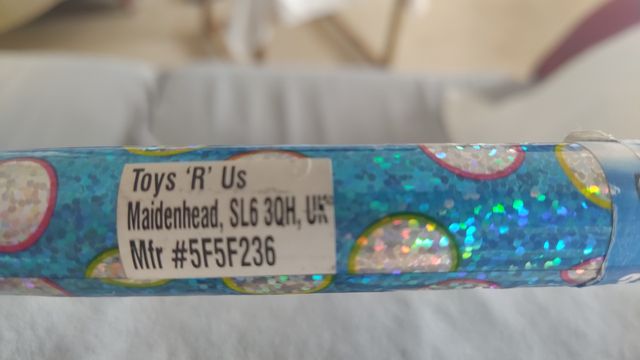 Toys 'R' Us
Maidenhead, SL6 3QH, UK
Mfr #5F5F236